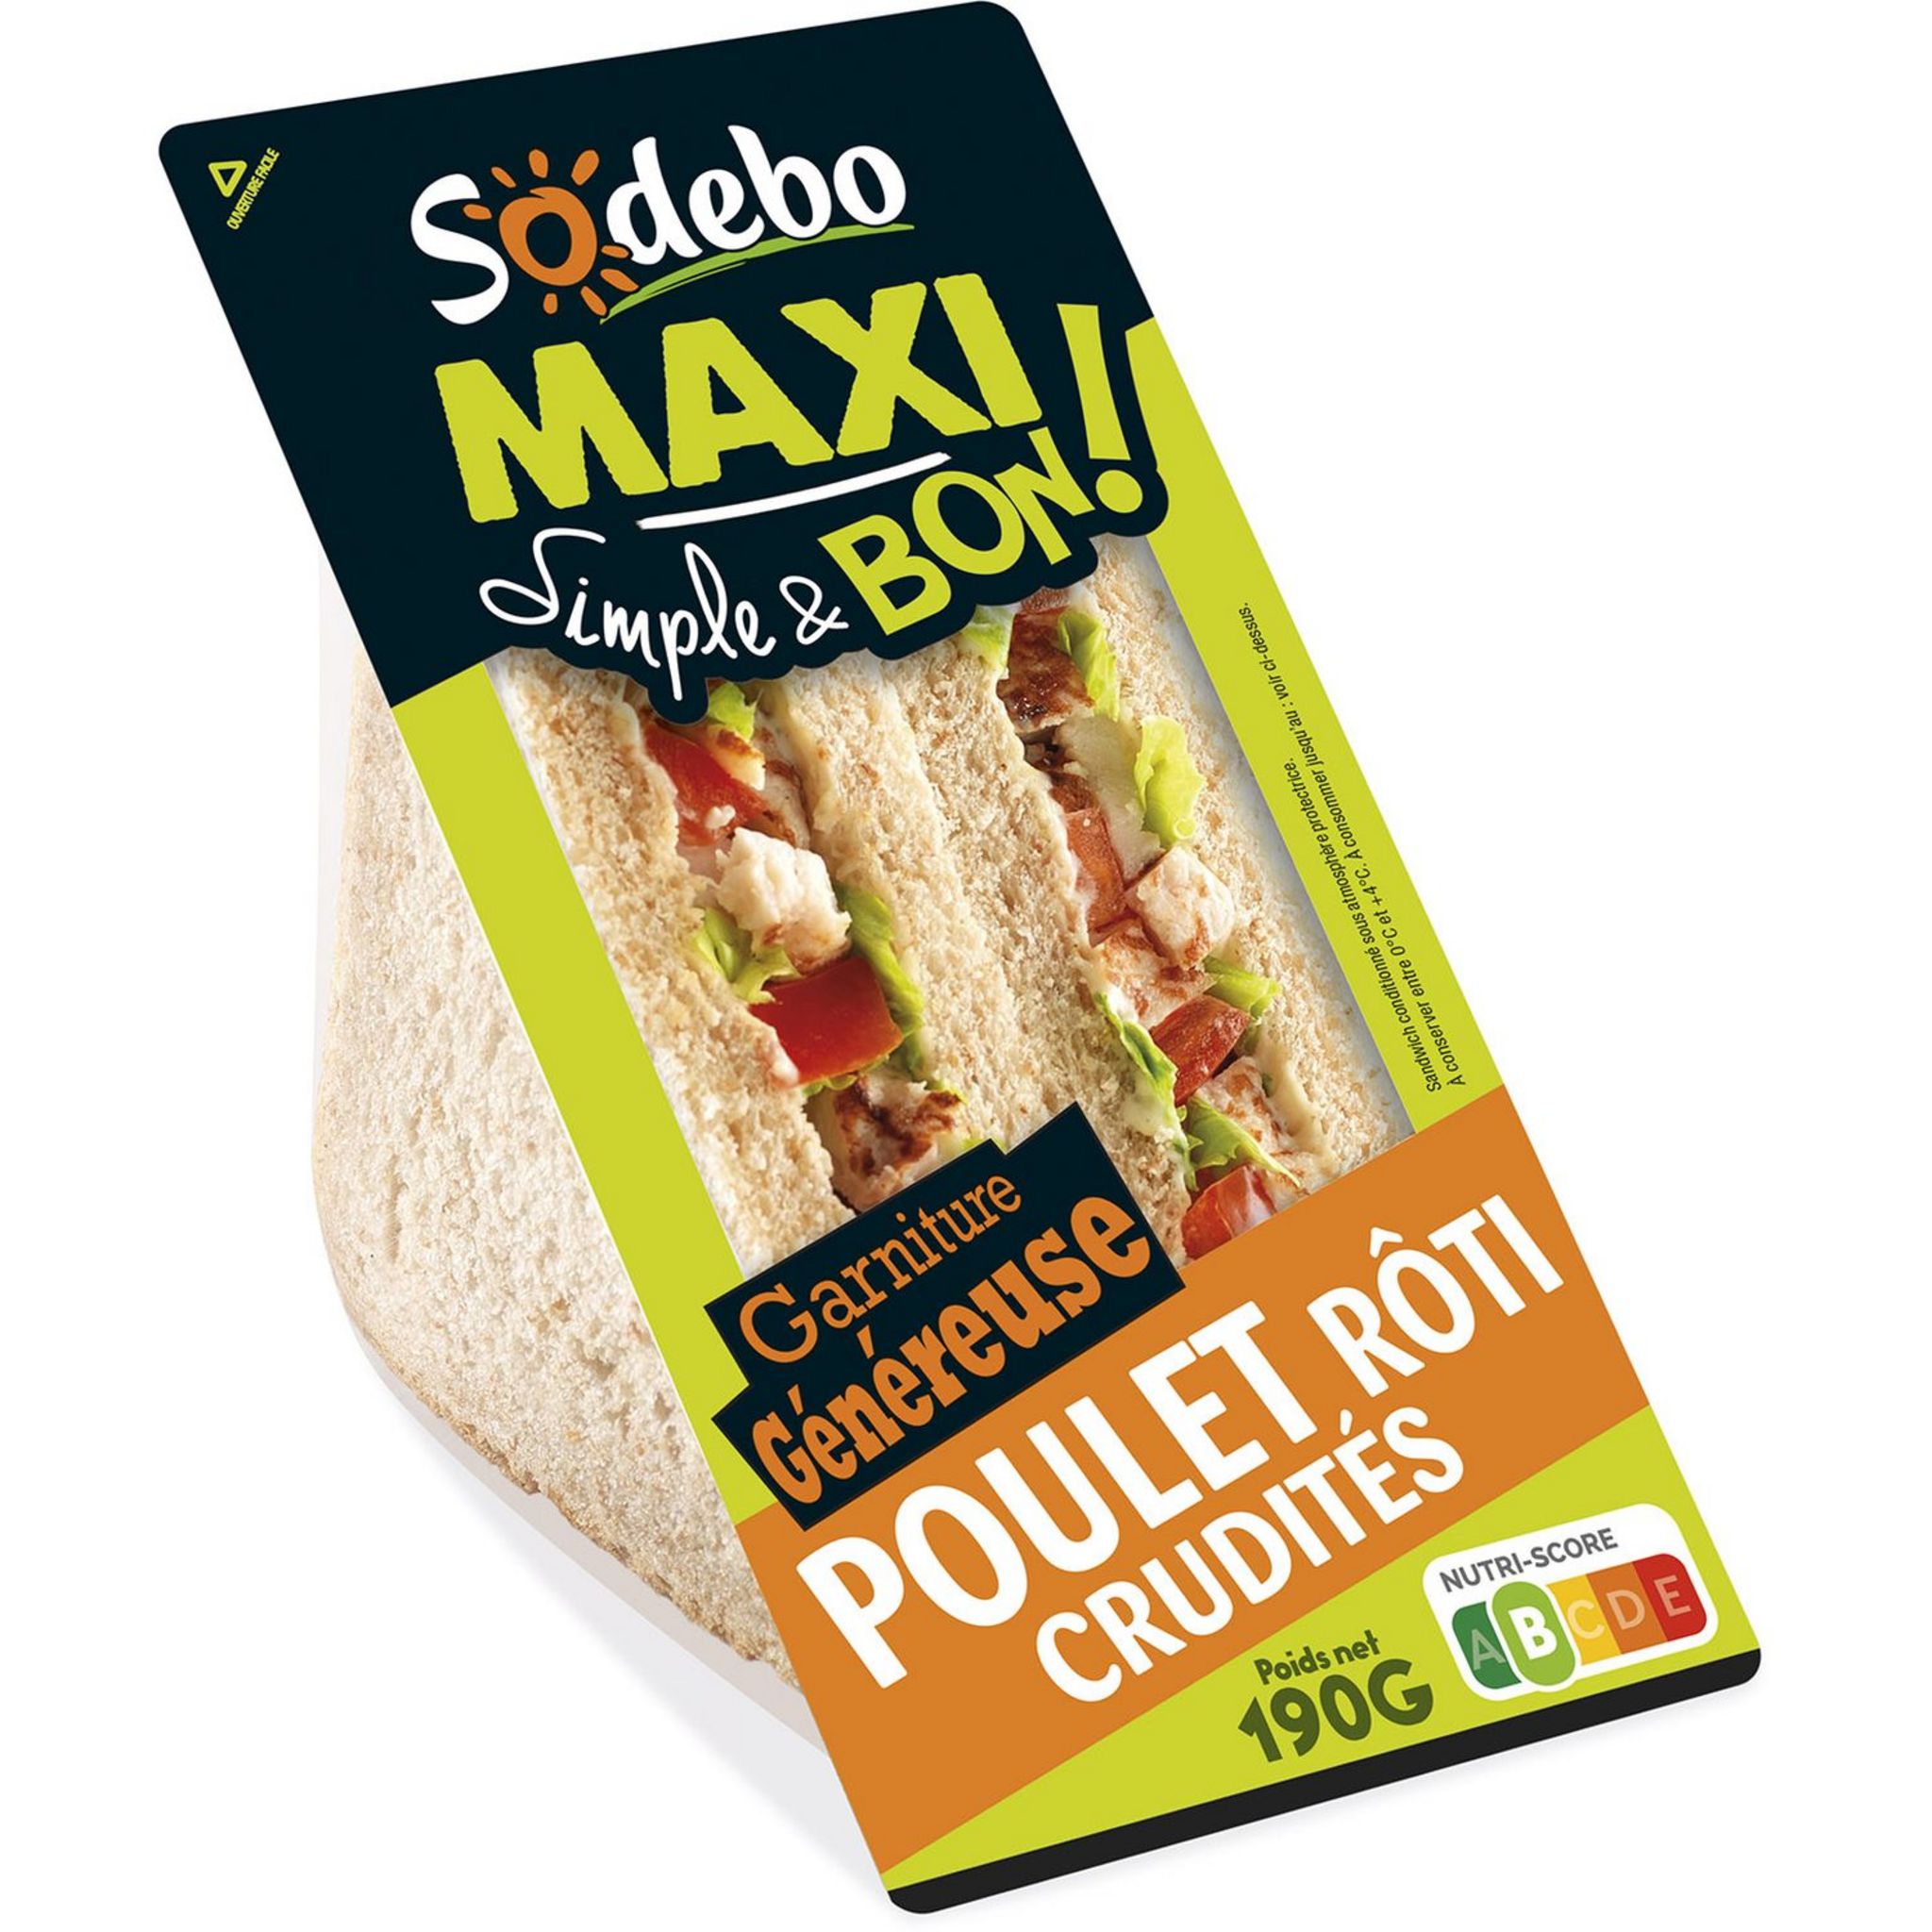 OUVERTURE FACILE
Sodebo
MAXI
Simple & BON!
Sandwich conditionné sous atmosphère protectrice.
À conserver entre 0°C et +4°C. À consommer jusqu'au : voir ci-dessus.
Garniture
Généreuse
POULET RÔTI
CRUDITÉS
NUTRI-SCORE
A B C D E
Poids net
190G